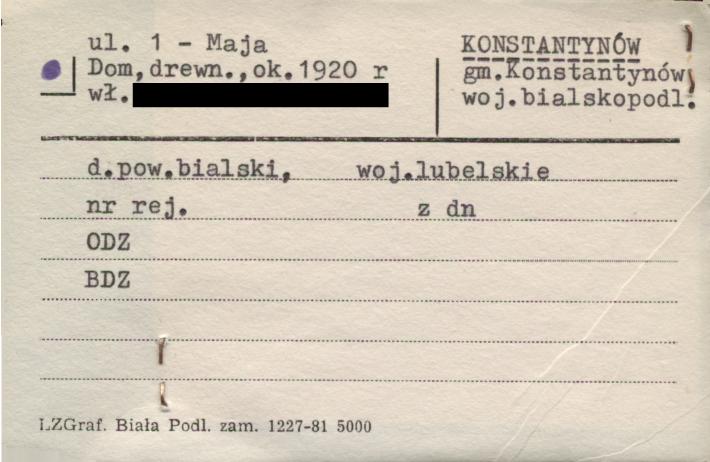 ul. 1 - Maja
Dom,drewn.,ok.1920 r
wł.
KONSTANTYNÓW
gm.Konstantynów
woj.bialskopodl.
d.pow.bialski, woj.lubelskie
nr rej. z dn
ODZ
BDZ
LZGraf. Biała Podl. zam. 1227-81 5000